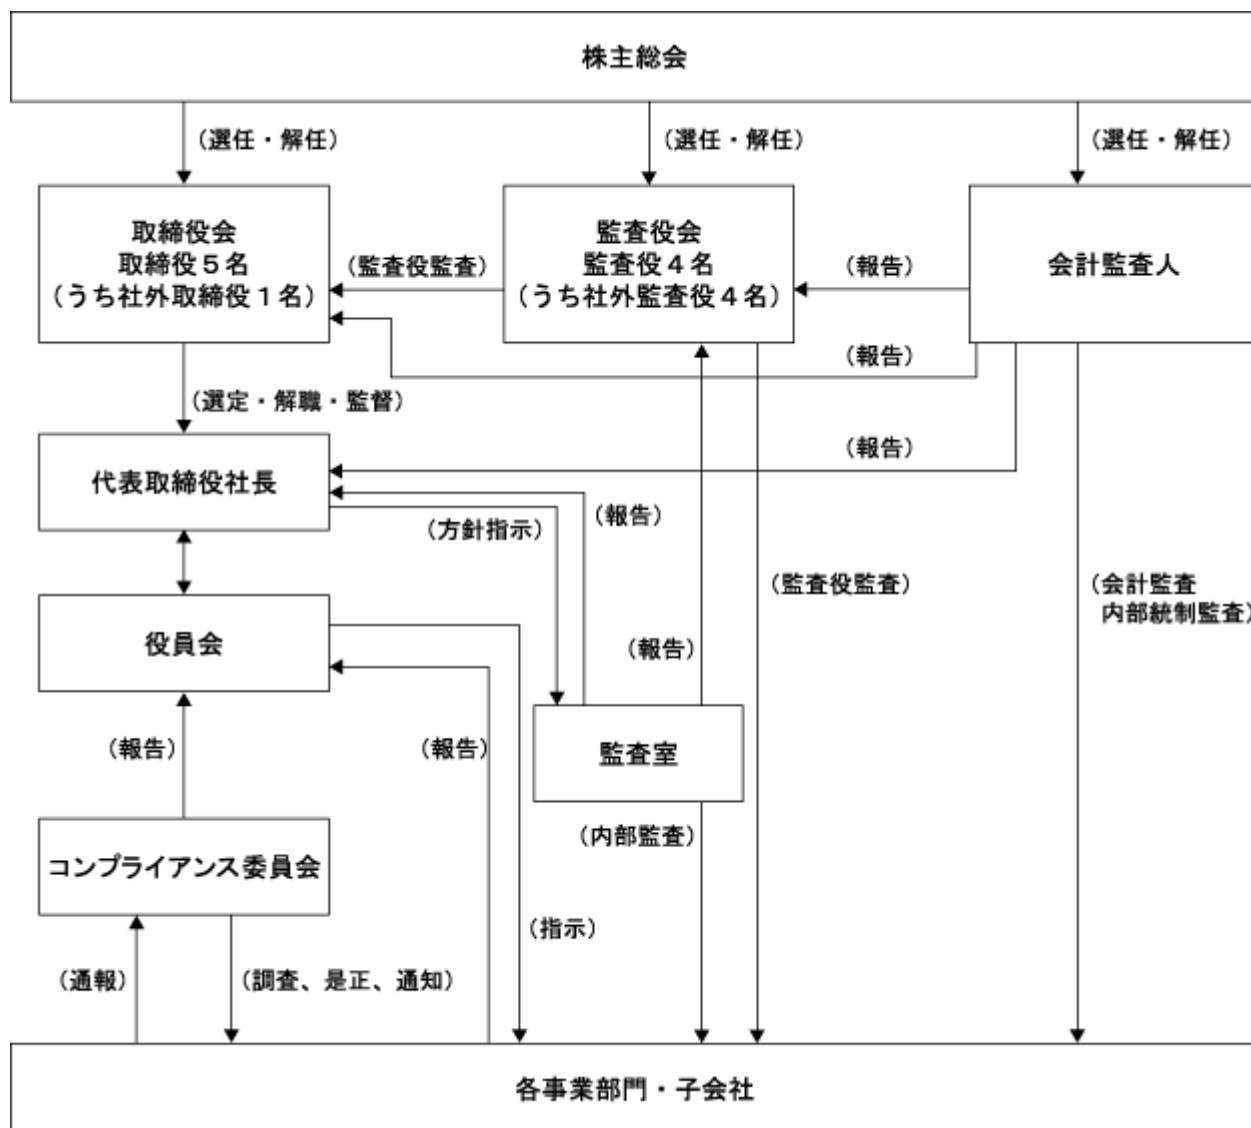 株主総会
（選任・解任）
（選任・解任）
（選任・解任）
取締役会
取締役５名
（うち社外取締役１名）
（監査役監査）
監査役会
監査役４名
（うち社外監査役４名）
（報告）
会計監査人
（報告）
（選定・解職・監督）
（報告）
代表取締役社長
（方針指示）
（報告）
（監査役監査）
（会計監査
内部統制監査）
役員会
（報告）
（報告）
（報告）
監査室
（内部監査）
コンプライアンス委員会
（指示）
（通報）
（調査、是正、通知）
各事業部門・子会社